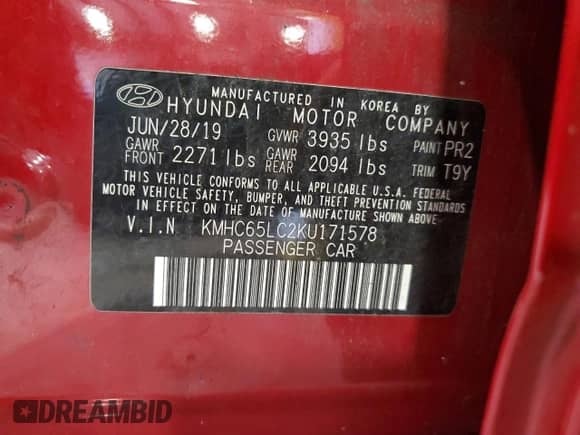 MANUFACTURED IN KOREA BY
HYUNDAI MOTOR COMPANY
JUN/28/19 GVWR 3935 lbs PAINT PR2
GAWR FRONT 2271 lbs GAWR REAR 2094 lbs TRIM T9Y
THIS VEHICLE CONFORMS TO ALL APPLICABLE U.S.A. FEDERAL
MOTOR VEHICLE SAFETY, BUMPER, AND THEFT PREVENTION STANDARDS
IN EFFECT ON THE DATE OF MANUFACTURE SHOWN ABOVE.
V.I.N KMHC65LC2KU171578
PASSENGER CAR
DREAMBID